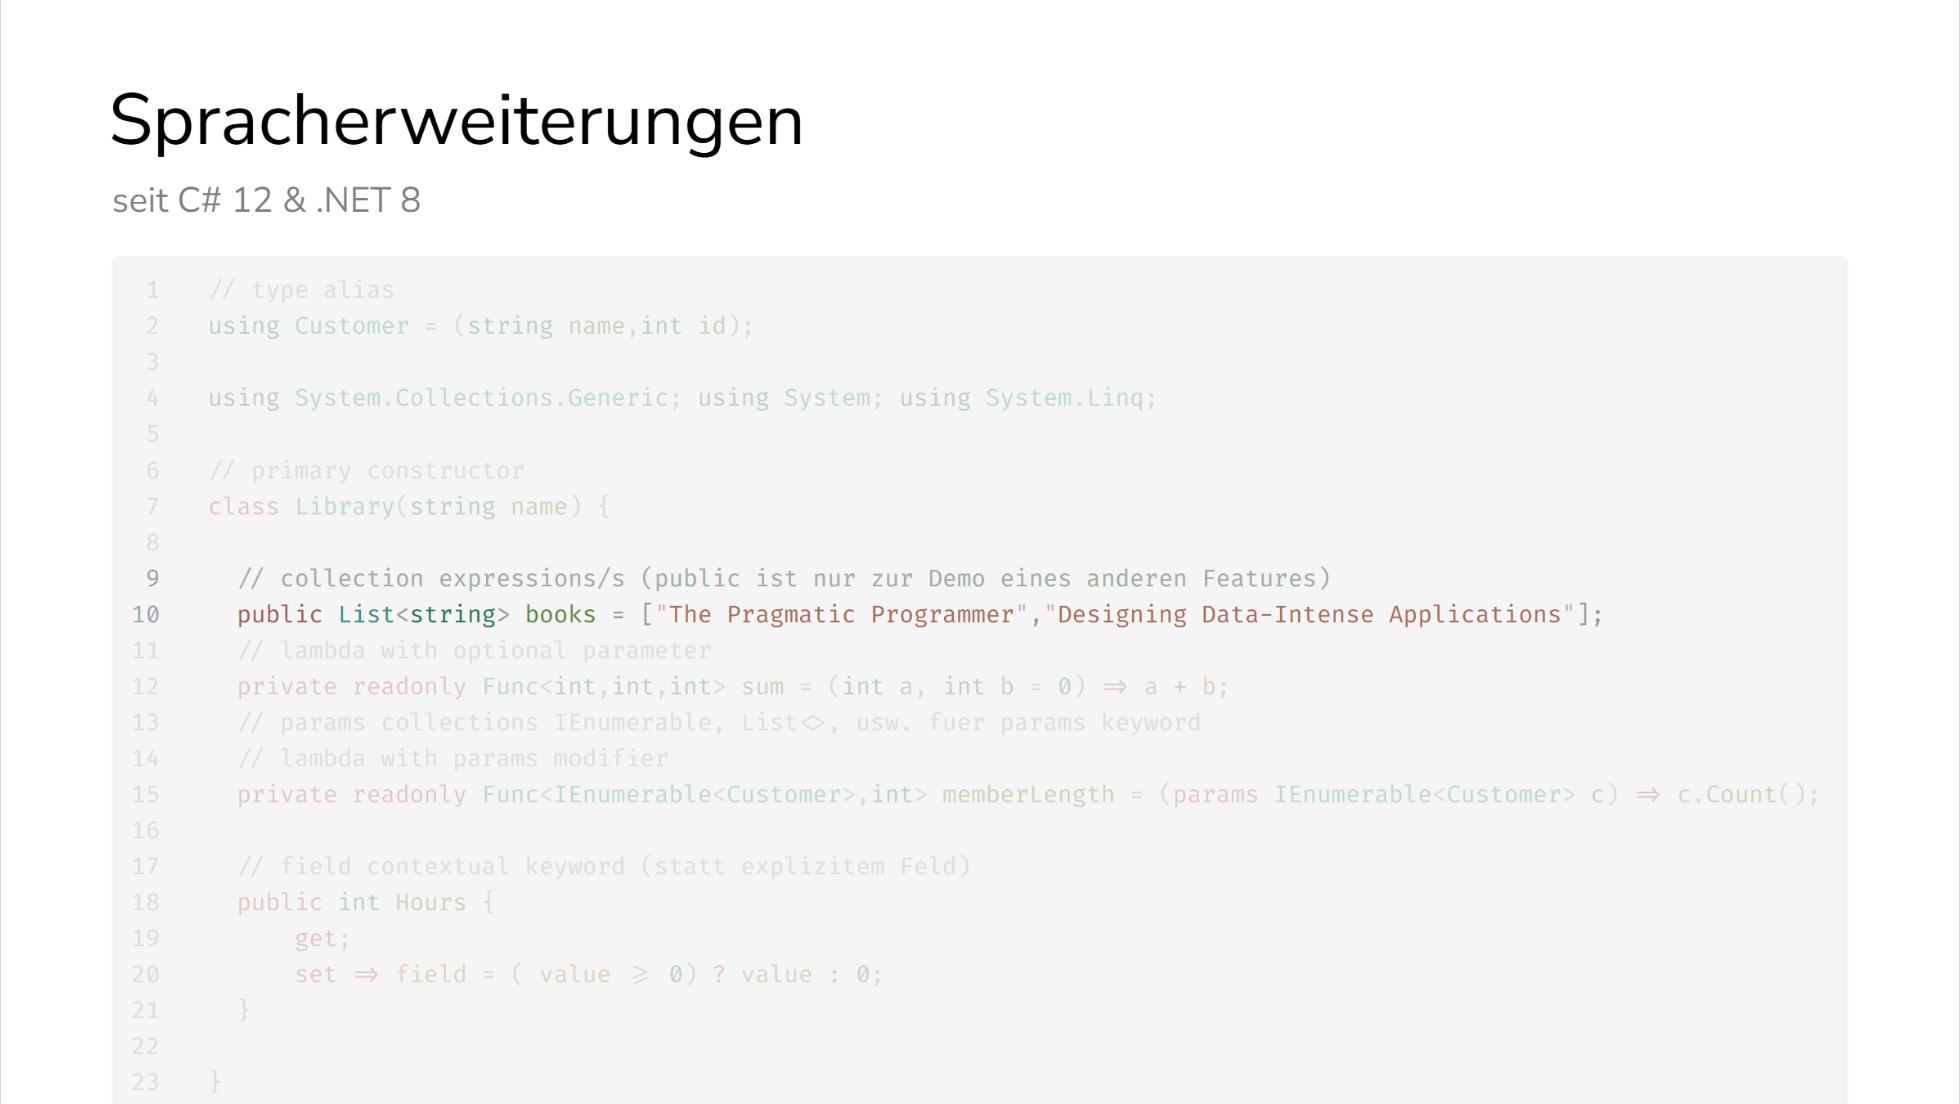 Spracherweiterungen
seit C# 12 & .NET 8
1 // type alias
2 using Customer = (string name,int id);
3
4 using System.Collections.Generic; using System; using System.Linq;
5
6 // primary constructor
7 class Library(string name) {
8
9 // collection expressions/s (public ist nur zur Demo eines anderen Features)
10 public List<string> books = ["The Pragmatic Programmer","Designing Data-Intense Applications"];
11 // lambda with optional parameter
12 private readonly Func<int,int,int> sum = (int a, int b = 0) => a + b;
13 // params collections IEnumerable, List<>, usw. fuer params keyword
14 // lambda with params modifier
15 private readonly Func<IEnumerable<Customer>,int> memberLength = (params IEnumerable<Customer> c) => c.Count();
16
17 // field contextual keyword (statt explizitem Feld)
18 public int Hours {
19 get;
20 set => field = ( value >= 0) ? value : 0;
21 }
22
23 }